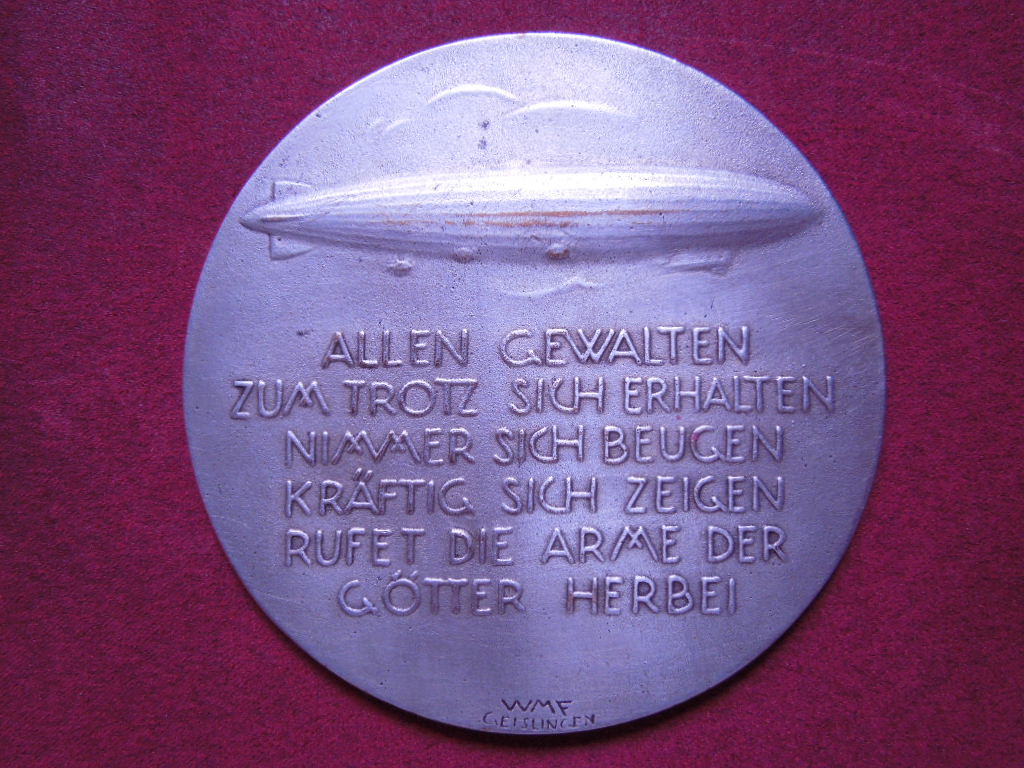 ALLEN GEWALTEN
ZUM TROTZ SICH ERHALTEN
NIMMER SICH BEUGEN
KRÄFTIG SICH ZEIGEN
RUFET DIE ARME DER
GÖTTER HERBEI
WMF
GEISLINGEN